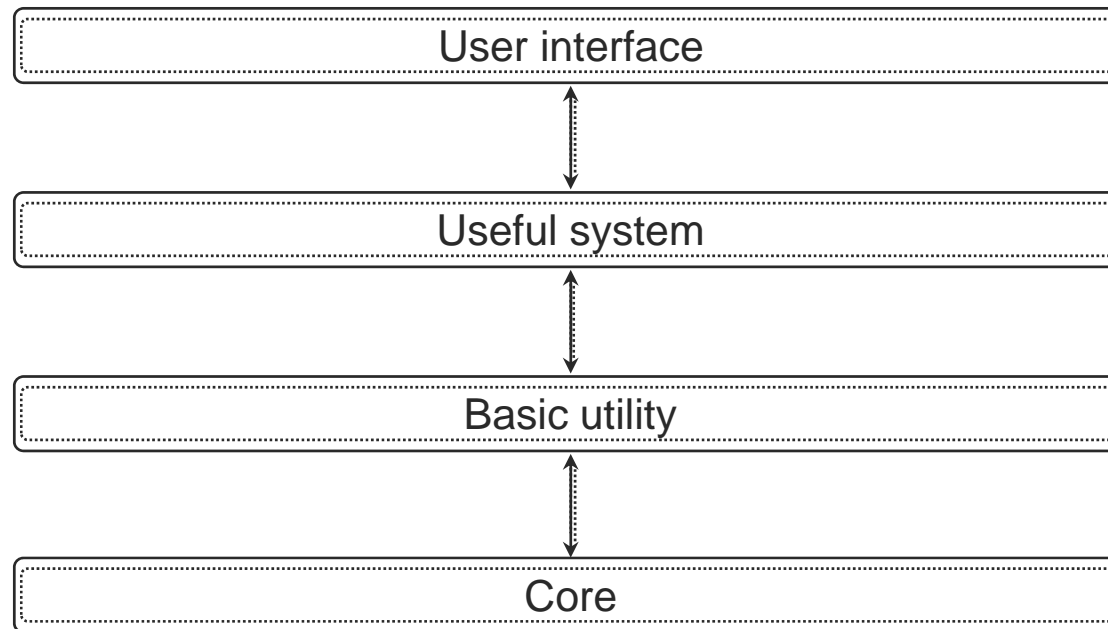 User interface
Useful system
Basic utility
Core